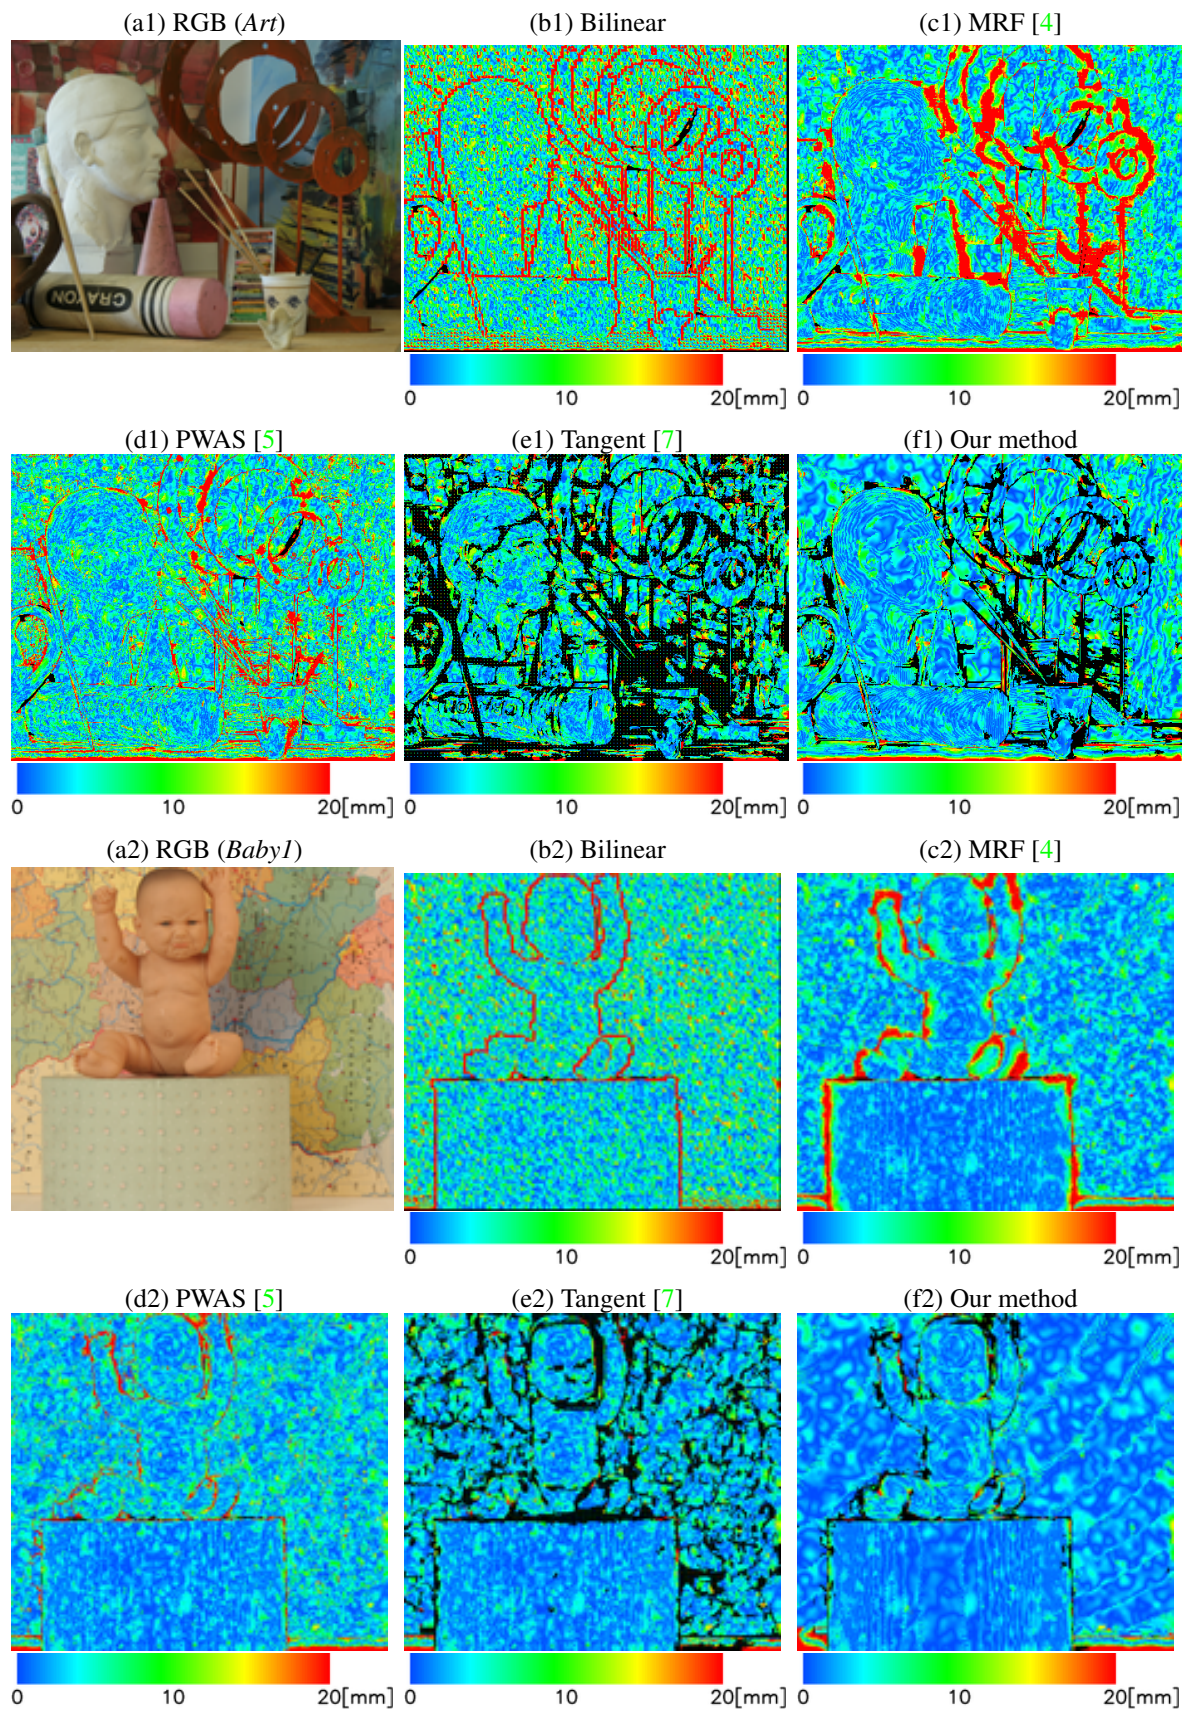 (a1) RGB (Art)
(b1) Bilinear
(c1) MRF [4]
CRAYON
0 10 20[mm]
0 10 20[mm]
(d1) PWAS [5]
(e1) Tangent [7]
(f1) Our method
0 10 20[mm]
0 10 20[mm]
0 10 20[mm]
(a2) RGB (Baby1)
(b2) Bilinear
(c2) MRF [4]
0 10 20[mm]
0 10 20[mm]
(d2) PWAS [5]
(e2) Tangent [7]
(f2) Our method
0 10 20[mm]
0 10 20[mm]
0 10 20[mm]